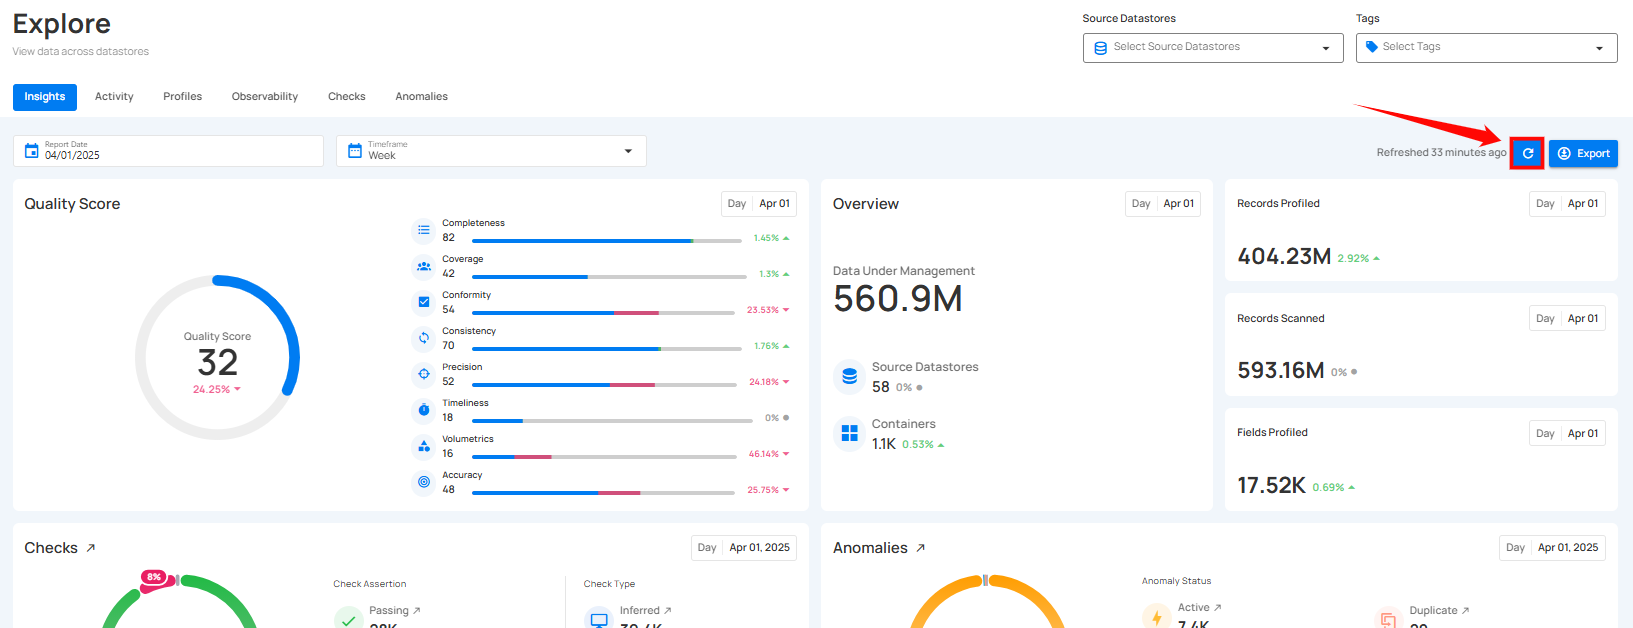 Explore
View data across datastores
Source Datastores
Select Source Datastores
Tags
Select Tags
Insights
Activity
Profiles
Observability
Checks
Anomalies
Report Date
04/01/2025
Timeframe
Week
Refreshed 33 minutes ago
Export
Quality Score
Day Apr 01
Quality Score
32
24.25%
Completeness
82
1.45%
Coverage
42
1.3%
Conformity
54
23.53%
Consistency
70
1.76%
Precision
52
24.18%
Timeliness
18
0%
Volumetrics
16
46.14%
Accuracy
48
25.75%
Overview
Day Apr 01
Data Under Management
560.9M
Source Datastores
58 0%
Containers
1.1K 0.53%
Records Profiled
Day Apr 01
404.23M 2.92%
Records Scanned
Day Apr 01
593.16M 0%
Fields Profiled
Day Apr 01
17.52K 0.69%
Checks
Day Apr 01, 2025
8%
Check Assertion
Passing
Check Type
Inferred
Anomalies
Day Apr 01, 2025
Anomaly Status
Active
7.4K
Duplicate